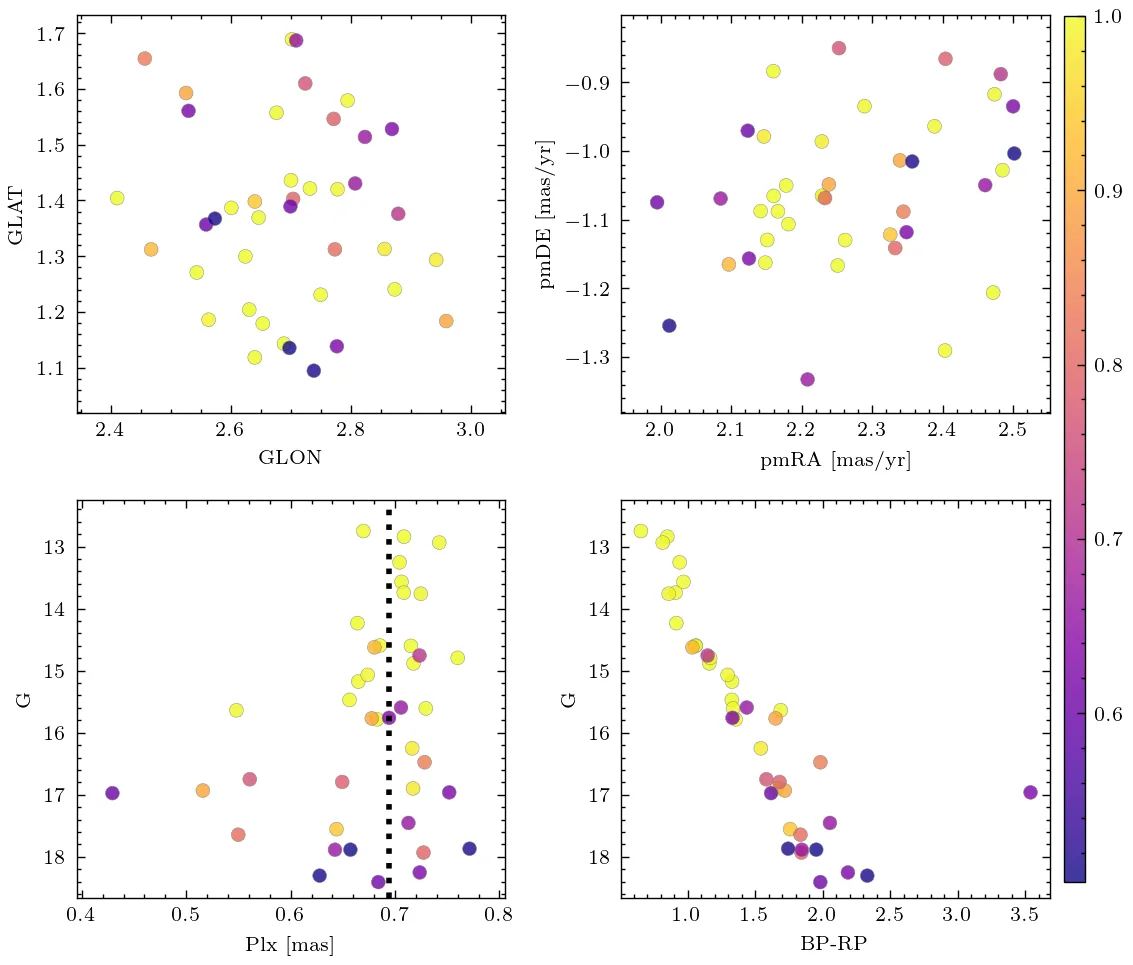 1.7
1.6
1.5
1.4
1.3
1.2
1.1
GLAT
2.4 2.6 2.8 3.0
GLON
−0.9
−1.0
−1.1
−1.2
−1.3
pmDE [mas/yr]
2.0 2.1 2.2 2.3 2.4 2.5
pmRA [mas/yr]
1.0
0.9
0.8
0.7
0.6
13
14
15
16
17
18
G
0.4 0.5 0.6 0.7 0.8
Plx [mas]
13
14
15
16
17
18
G
1.0 1.5 2.0 2.5 3.0 3.5
BP-RP